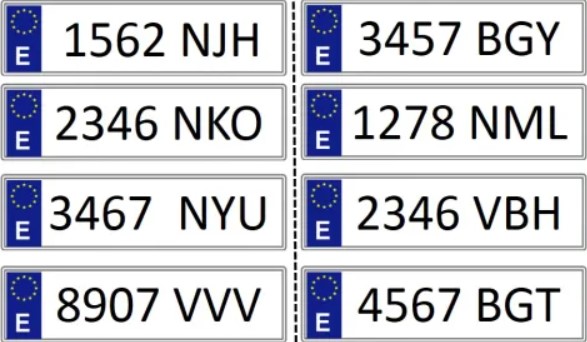 E 1562 NJH
E 3457 BGY
E 2346 NKO
E 1278 NML
E 3467 NYU
E 2346 VBH
E 8907 VVV
E 4567 BGT